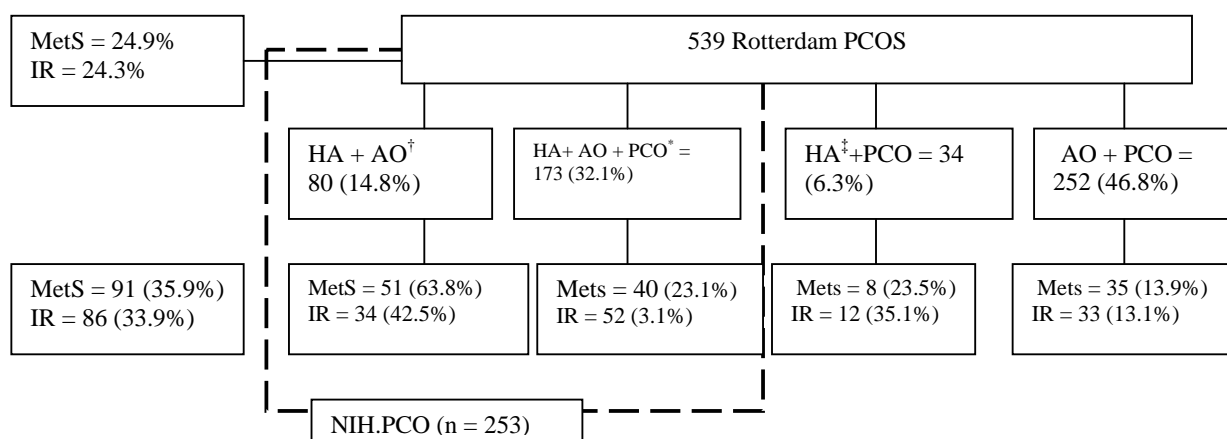 MetS = 24.9%
IR = 24.3%
539 Rotterdam PCOS
HA + AO†
80 (14.8%)
HA+ AO + PCO* =
173 (32.1%)
HA‡+PCO = 34
(6.3%)
AO + PCO =
252 (46.8%)
MetS = 91 (35.9%)
IR = 86 (33.9%)
MetS = 51 (63.8%)
IR = 34 (42.5%)
Mets = 40 (23.1%)
IR = 52 (3.1%)
Mets = 8 (23.5%)
IR = 12 (35.1%)
Mets = 35 (13.9%)
IR = 33 (13.1%)
NIH.PCO (n = 253)